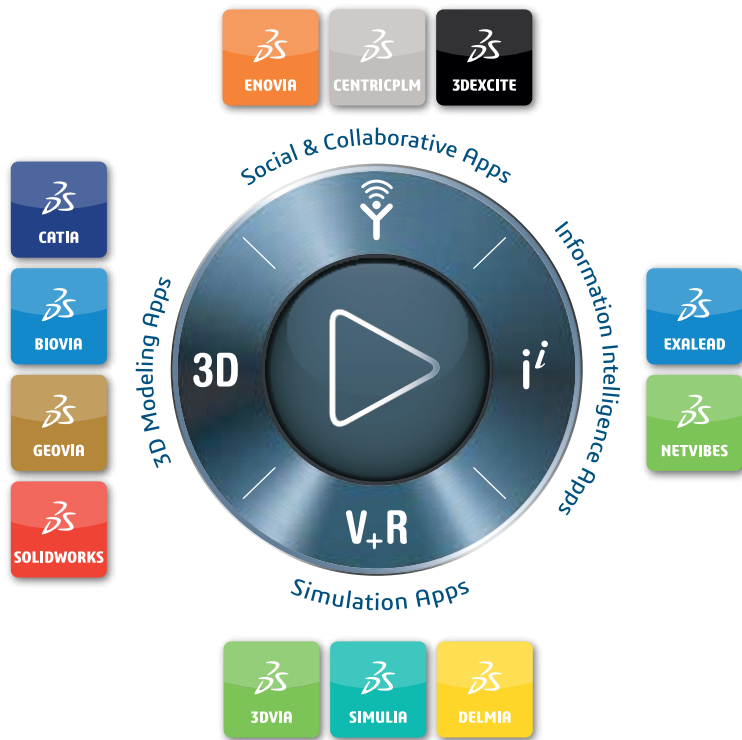 ENOVIA
CENTRICPLM
3DEXCITE
Social & Collaborative Apps
CATIA
BIOVIA
GEOVIA
SOLIDWORKS
3D Modeling Apps
3D
iⁱ
V+R
Information Intelligence Apps
EXALEAD
NETVIBES
Simulation Apps
3DVIA
SIMULIA
DELMIA